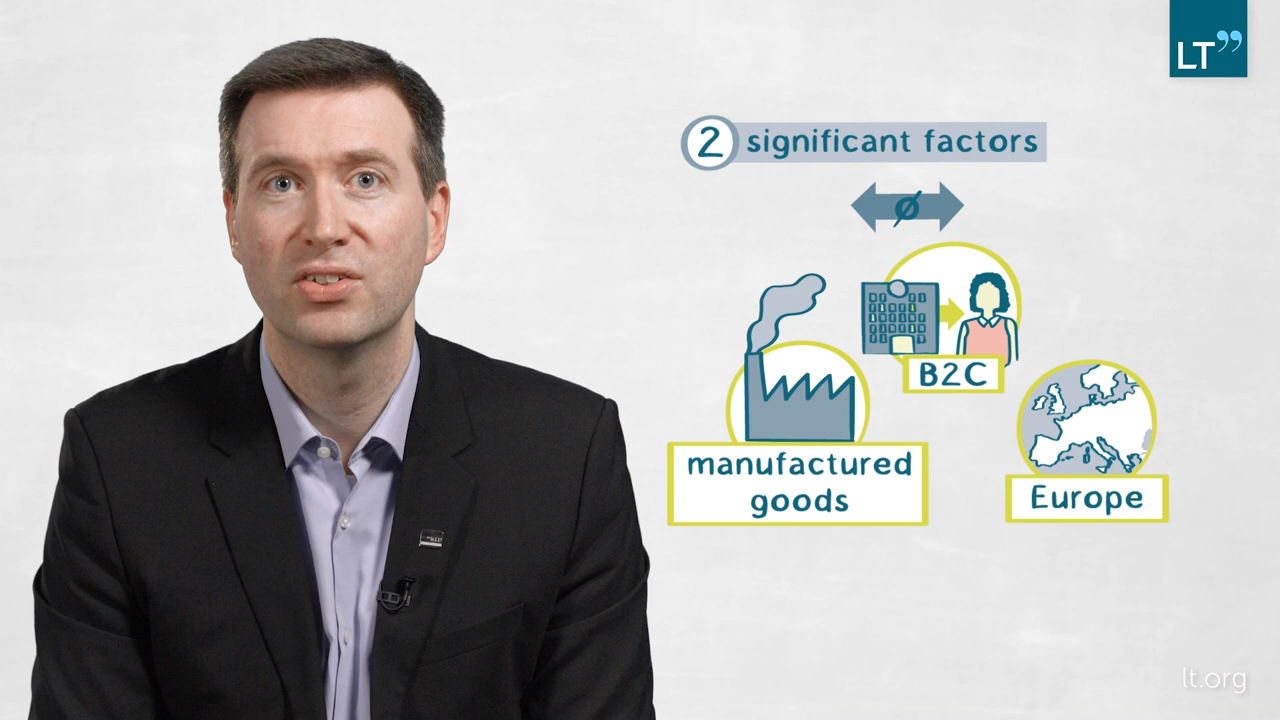 LT”
2 significant factors
Ø
B2C
manufactured
goods
Europe
lt.org